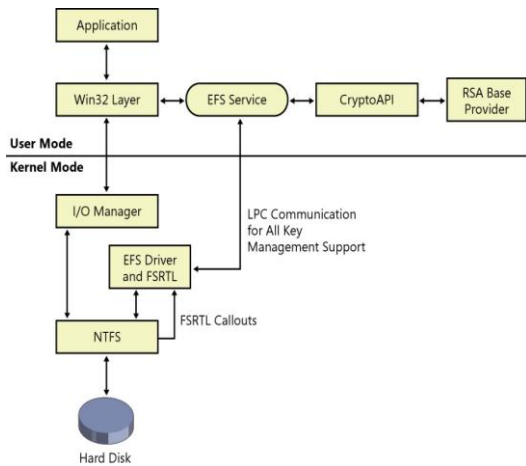 Application
Win32 Layer
EFS Service
CryptoAPI
RSA Base
Provider
User Mode
Kernel Mode
I/O Manager
LPC Communication
for All Key
Management Support
EFS Driver
and FSRTL
FSRTL Callouts
NTFS
Hard Disk